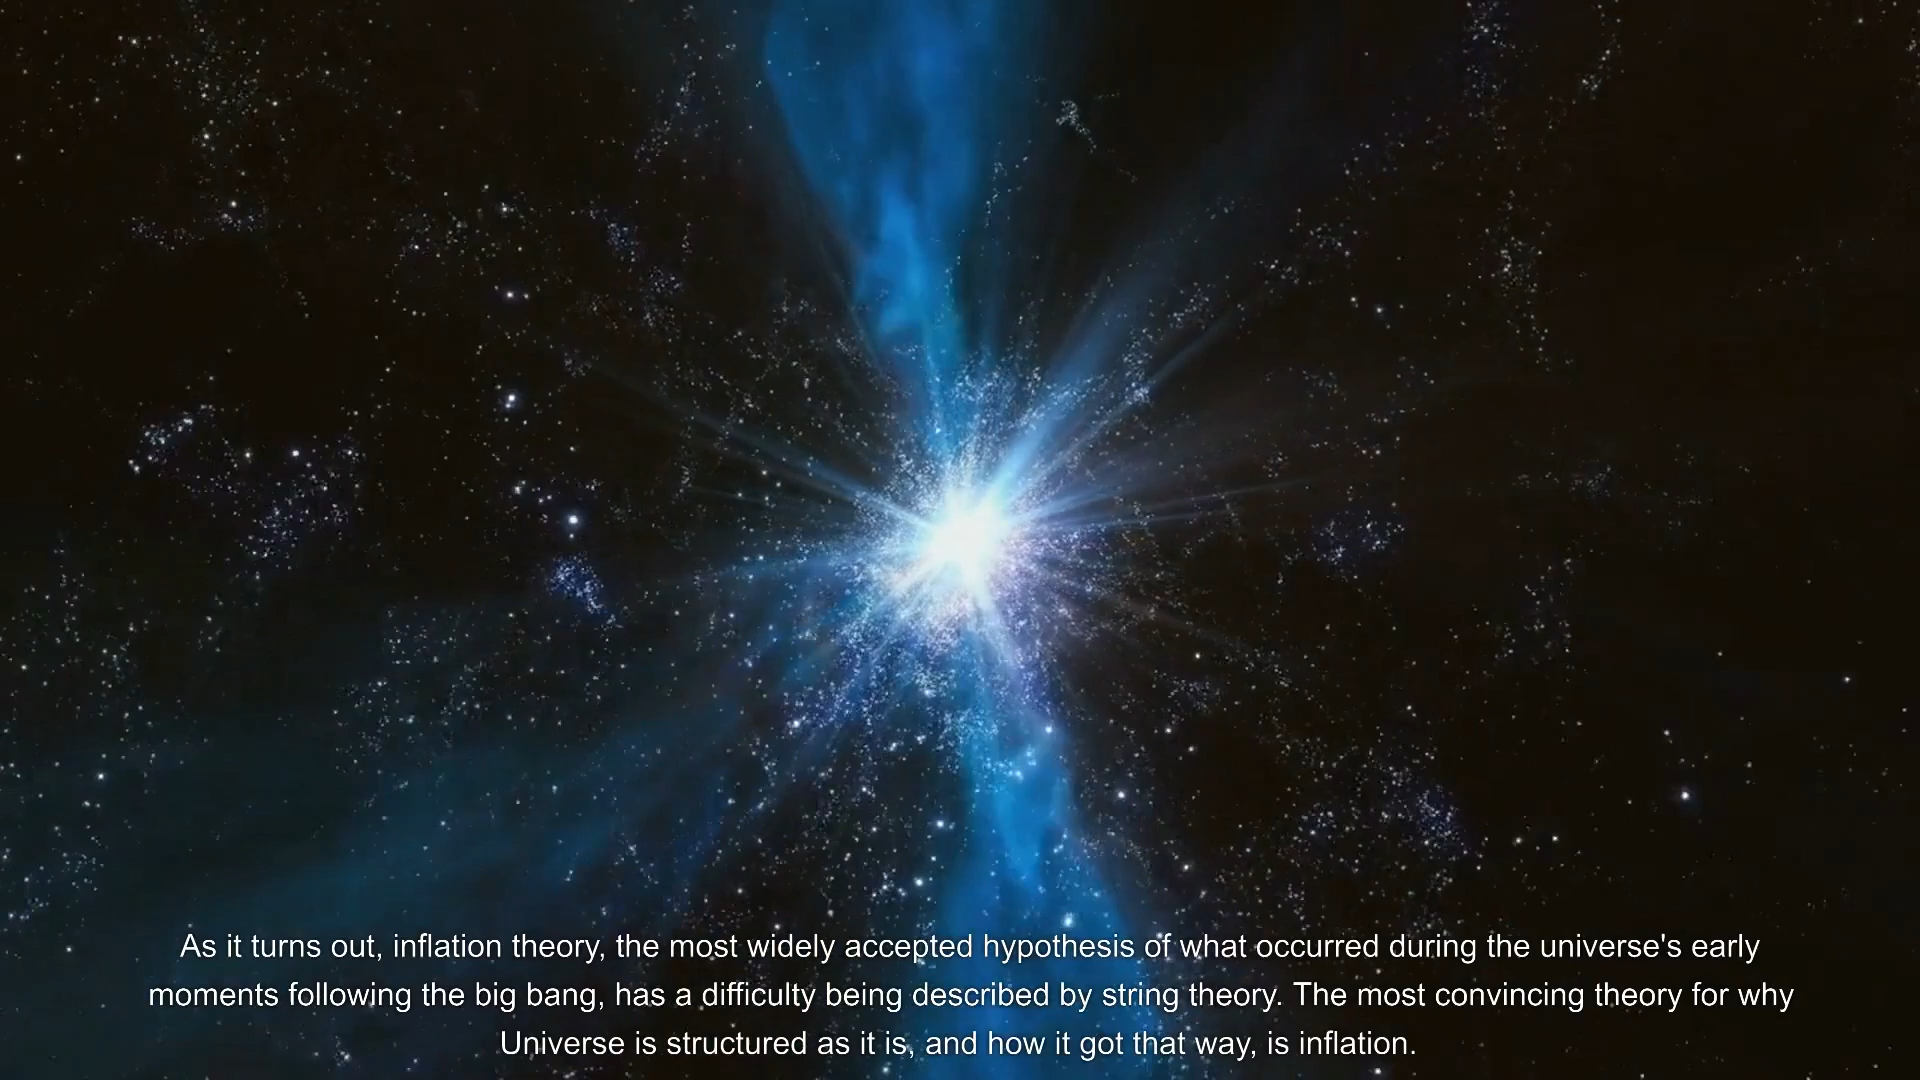 As it turns out, inflation theory, the most widely accepted hypothesis of what occurred during the universe's early
moments following the big bang, has a difficulty being described by string theory. The most convincing theory for why
Universe is structured as it is, and how it got that way, is inflation.